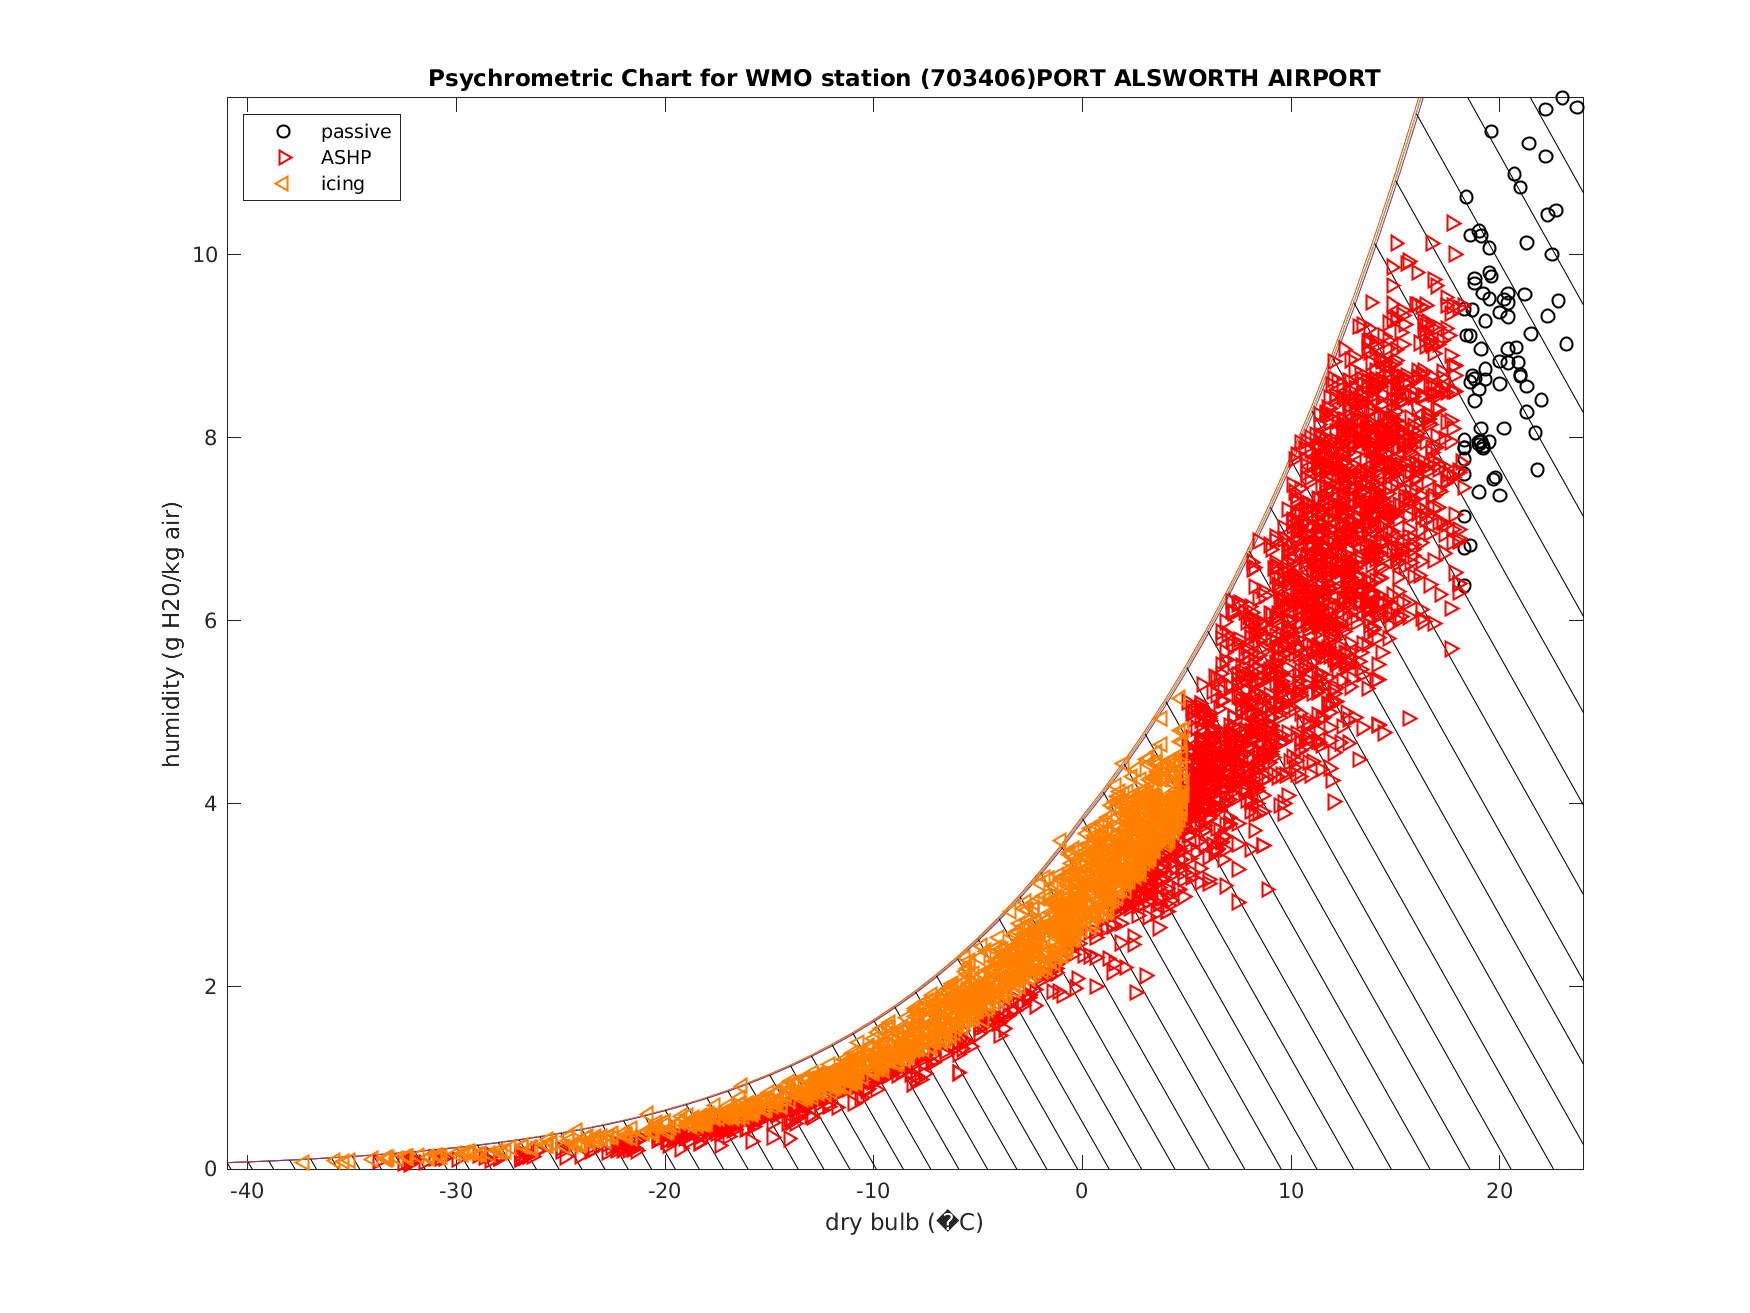 Psychrometric Chart for WMO station (703406)PORT ALSWORTH AIRPORT
passive
ASHP
icing
humidity (g H20/kg air)
10
8
6
4
2
0
-40 -30 -20 -10 0 10 20
dry bulb (�C)